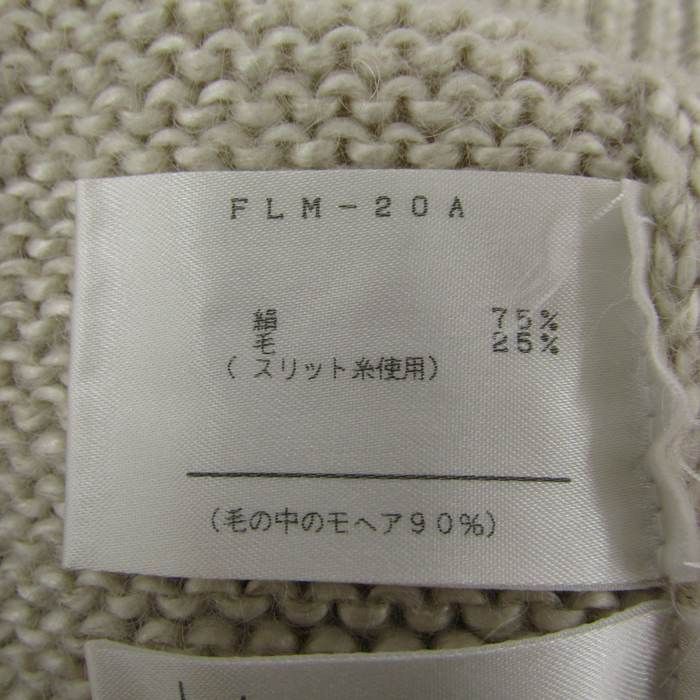 FLM-20A
絹 75%
毛 25%
(スリット糸使用)
(毛の中のモヘア90%)